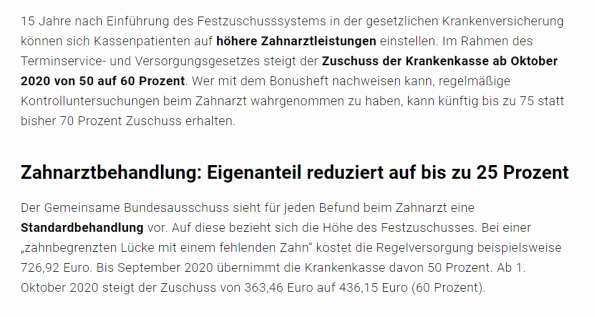 15 Jahre nach Einführung des Festzuschusssystems in der gesetzlichen Krankenversicherung
können sich Kassenpatienten auf höhere Zahnarztleistungen einstellen. Im Rahmen des
Terminservice- und Versorgungsgesetzes steigt der Zuschuss der Krankenkasse ab Oktober
2020 von 50 auf 60 Prozent. Wer mit dem Bonusheft nachweisen kann, regelmäßige
Kontrolluntersuchungen beim Zahnarzt wahrgenommen zu haben, kann künftig bis zu 75 statt
bisher 70 Prozent Zuschuss erhalten.
Zahnarztbehandlung: Eigenanteil reduziert auf bis zu 25 Prozent
Der Gemeinsame Bundesausschuss sieht für jeden Befund beim Zahnarzt eine
Standardbehandlung vor. Auf diese bezieht sich die Höhe des Festzuschusses. Bei einer
„zahnbegrenzten Lücke mit einem fehlenden Zahn“ kostet die Regelversorgung beispielsweise
726,92 Euro. Bis September 2020 übernimmt die Krankenkasse davon 50 Prozent. Ab 1.
Oktober 2020 steigt der Zuschuss von 363,46 Euro auf 436,15 Euro (60 Prozent).